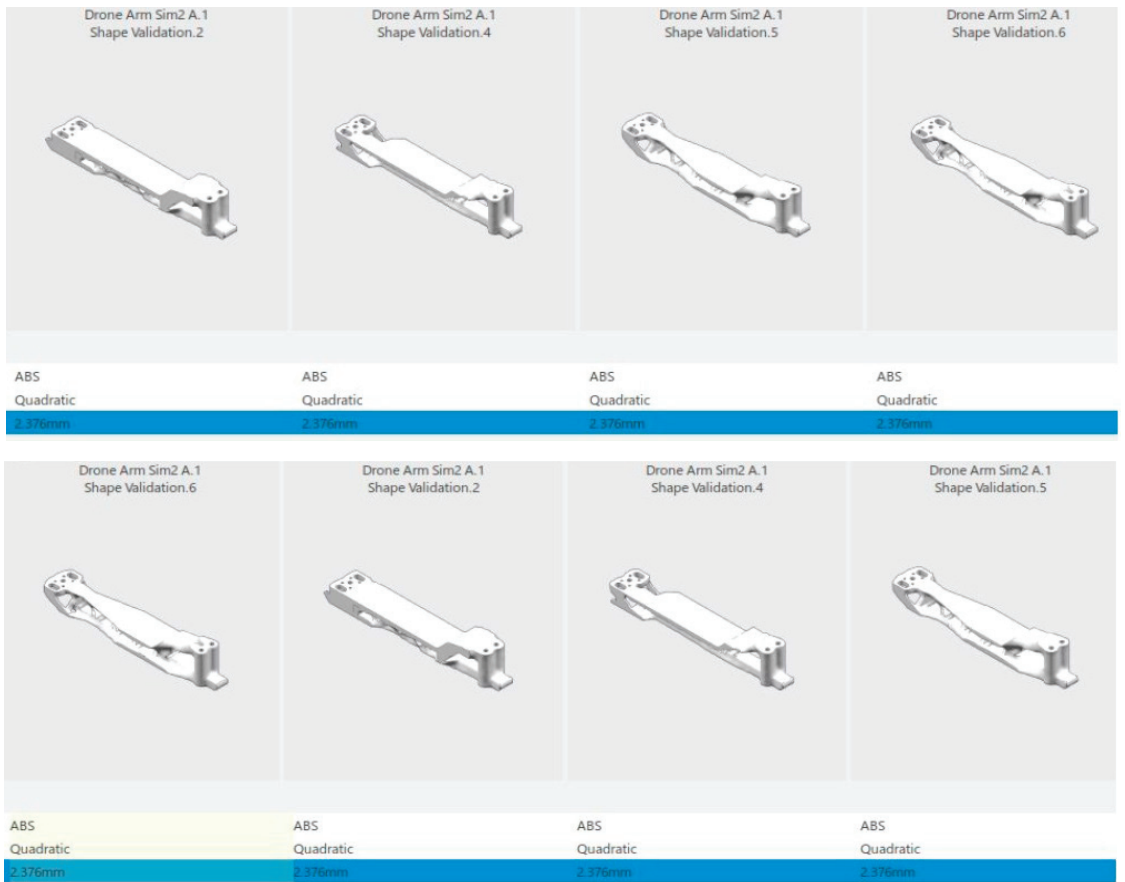 Drone Arm Sim2 A.1
Shape Validation.2
Drone Arm Sim2 A.1
Shape Validation.4
Drone Arm Sim2 A.1
Shape Validation.5
Drone Arm Sim2 A.1
Shape Validation.6
ABS
ABS
ABS
ABS
Quadratic
Quadratic
Quadratic
Quadratic
2.376mm
2.376mm
2.376mm
2.376mm
Drone Arm Sim2 A.1
Shape Validation.6
Drone Arm Sim2 A.1
Shape Validation.2
Drone Arm Sim2 A.1
Shape Validation.4
Drone Arm Sim2 A.1
Shape Validation.5
ABS
ABS
ABS
ABS
Quadratic
Quadratic
Quadratic
Quadratic
2.376mm
2.376mm
2.376mm
2.376mm